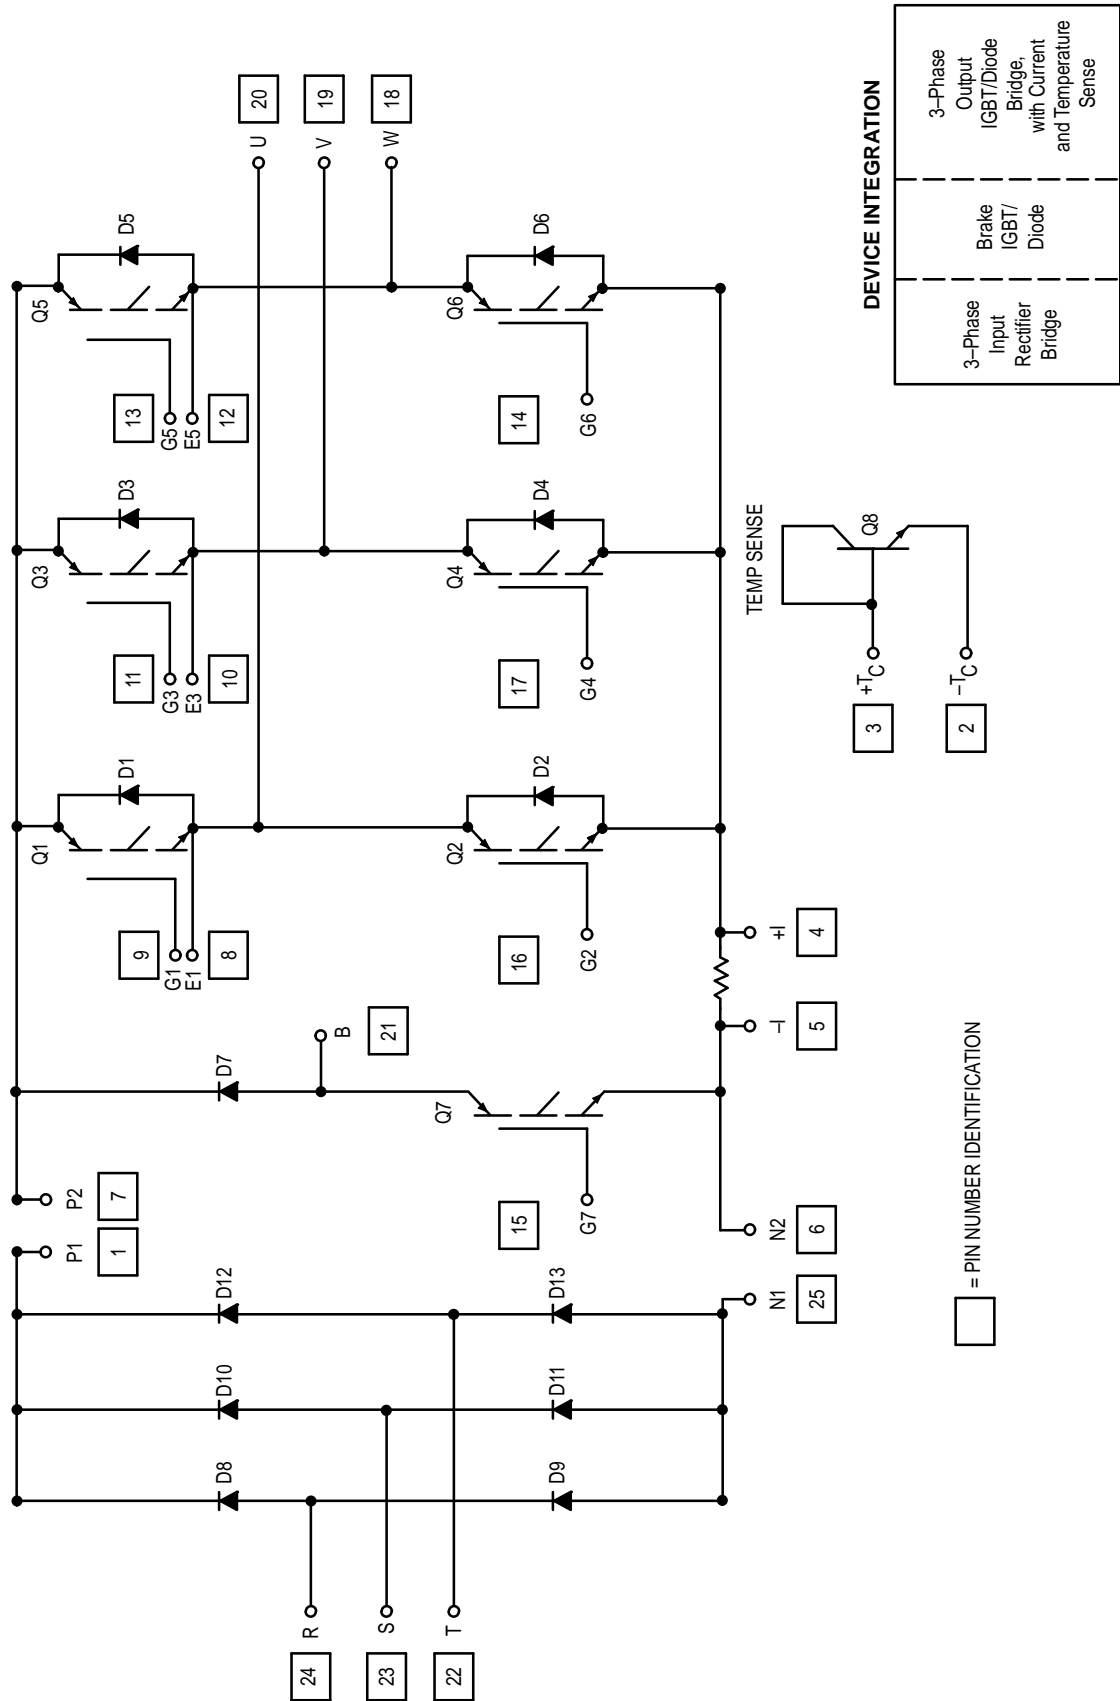 Q1
Q3
Q5
P1
P2
1
7
D1
D3
D5
9
11
13
G1
G3
G5
E1
E3
E5
8
10
12
D8
D10
D12
D7
U
20
24
R
V
19
B
21
23
S
W
18
22
T
Q7
Q2
Q4
Q6
15
16
17
14
D2
D4
D6
D9
D11
D13
G7
G2
G4
G6
N1
N2
–I
+I
25
6
5
4
TEMP SENSE
3
+TC
Q8
2
–TC
= PIN NUMBER IDENTIFICATION
DEVICE INTEGRATION
3–Phase
Input
Rectifier
Bridge
Brake
IGBT/
Diode
3–Phase
Output
IGBT/Diode
Bridge,
with Current
and Temperature
Sense